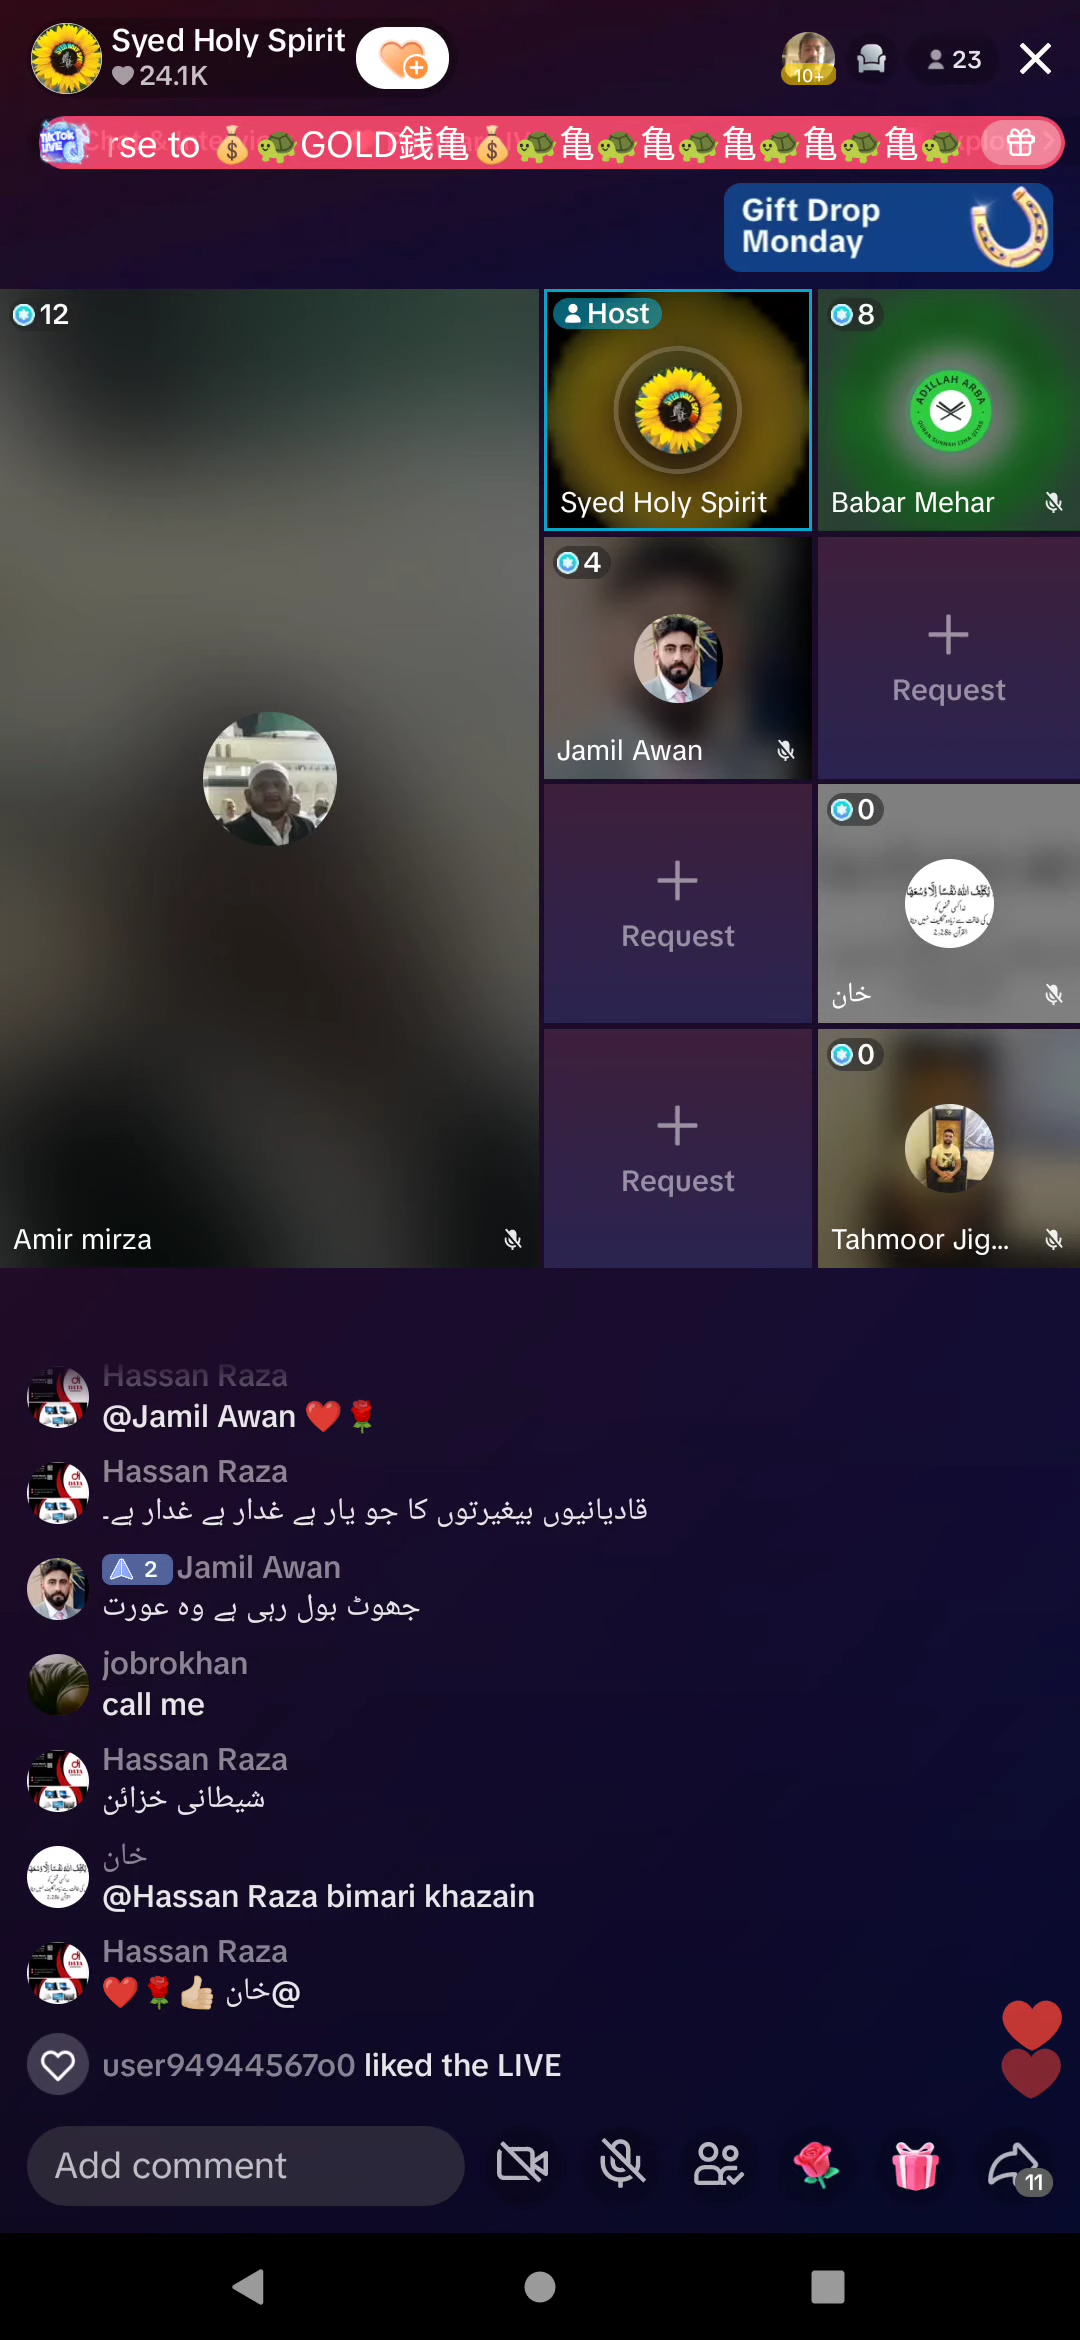 Syed Holy Spirit
24.1K
10+
23
rse to 💰🐢GOLD銭亀💰🐢亀🐢亀🐢亀🐢亀🐢亀🐢
Gift Drop
Monday
12
Host
8
ADILLAH ARBA
Syed Holy Spirit
Babar Mehar
4
Request
Jamil Awan
0
Request
خان
0
Request
Amir mirza
Tahmoor Jig...
Hassan Raza
@Jamil Awan ❤️🌹
Hassan Raza
قادیانیوں بیغیرتوں کا جو یار ہے غدار ہے غدار ہے۔
2 Jamil Awan
جھوٹ بول رہی ہے وہ عورت
jobrokhan
call me
Hassan Raza
شیطانی خزائن
خان
@Hassan Raza bimari khazain
Hassan Raza
@خان 👍🏻🌹❤️
user94944567o0 liked the LIVE
Add comment
11